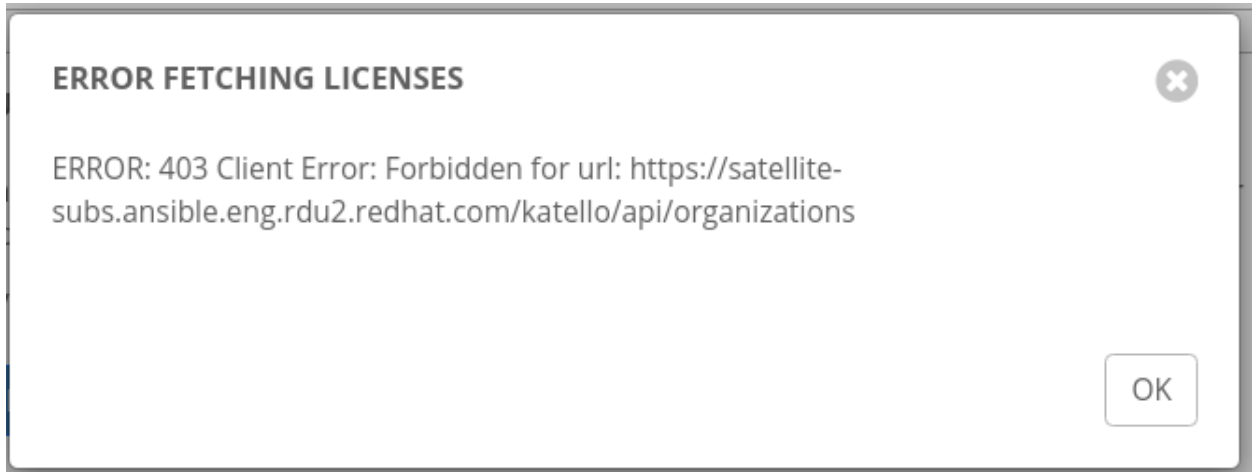 ERROR FETCHING LICENSES
ERROR: 403 Client Error: Forbidden for url: https://satellite-
subs.ansible.eng.rdu2.redhat.com/katello/api/organizations
OK